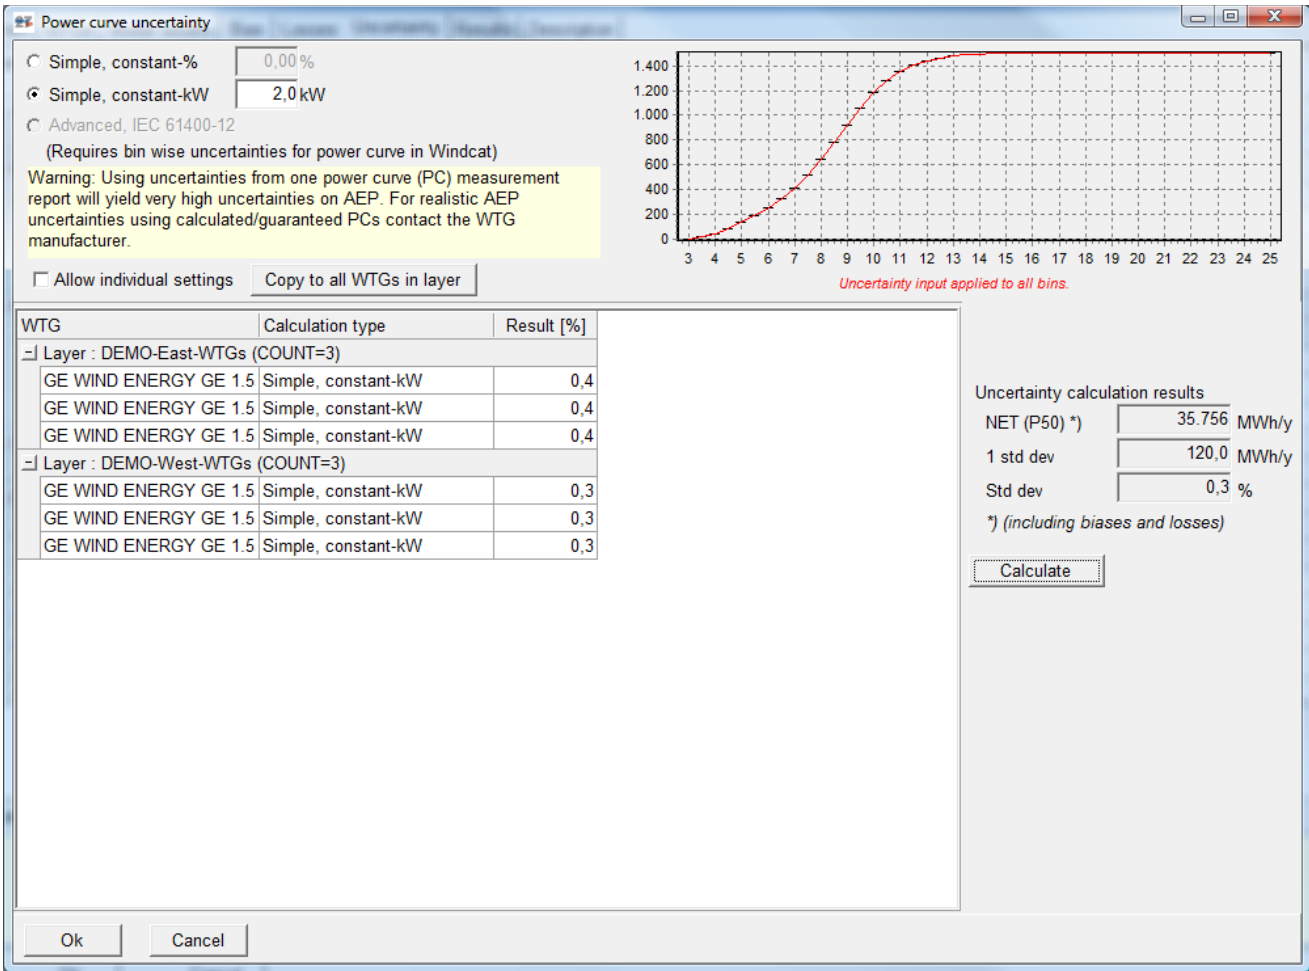 Power curve uncertainty
Simple, constant-% 0,00 %
Simple, constant-kW 2,0 kW
Advanced, IEC 61400-12
(Requires bin wise uncertainties for power curve in Windcat)
Warning: Using uncertainties from one power curve (PC) measurement
report will yield very high uncertainties on AEP. For realistic AEP
uncertainties using calculated/guaranteed PCs contact the WTG
manufacturer.
Allow individual settings Copy to all WTGs in layer
1.400
1.200
1.000
800
600
400
200
0
3 4 5 6 7 8 9 10 11 12 13 14 15 16 17 18 19 20 21 22 23 24 25
Uncertainty input applied to all bins.
WTG Calculation type Result [%]
Layer : DEMO-East-WTGs (COUNT=3)
GE WIND ENERGY GE 1.5 Simple, constant-kW 0,4
GE WIND ENERGY GE 1.5 Simple, constant-kW 0,4
GE WIND ENERGY GE 1.5 Simple, constant-kW 0,4
Layer : DEMO-West-WTGs (COUNT=3)
GE WIND ENERGY GE 1.5 Simple, constant-kW 0,3
GE WIND ENERGY GE 1.5 Simple, constant-kW 0,3
GE WIND ENERGY GE 1.5 Simple, constant-kW 0,3
Uncertainty calculation results
NET (P50) *) 35.756 MWh/y
1 std dev 120,0 MWh/y
Std dev 0,3 %
*) (including biases and losses)
Calculate
Ok Cancel